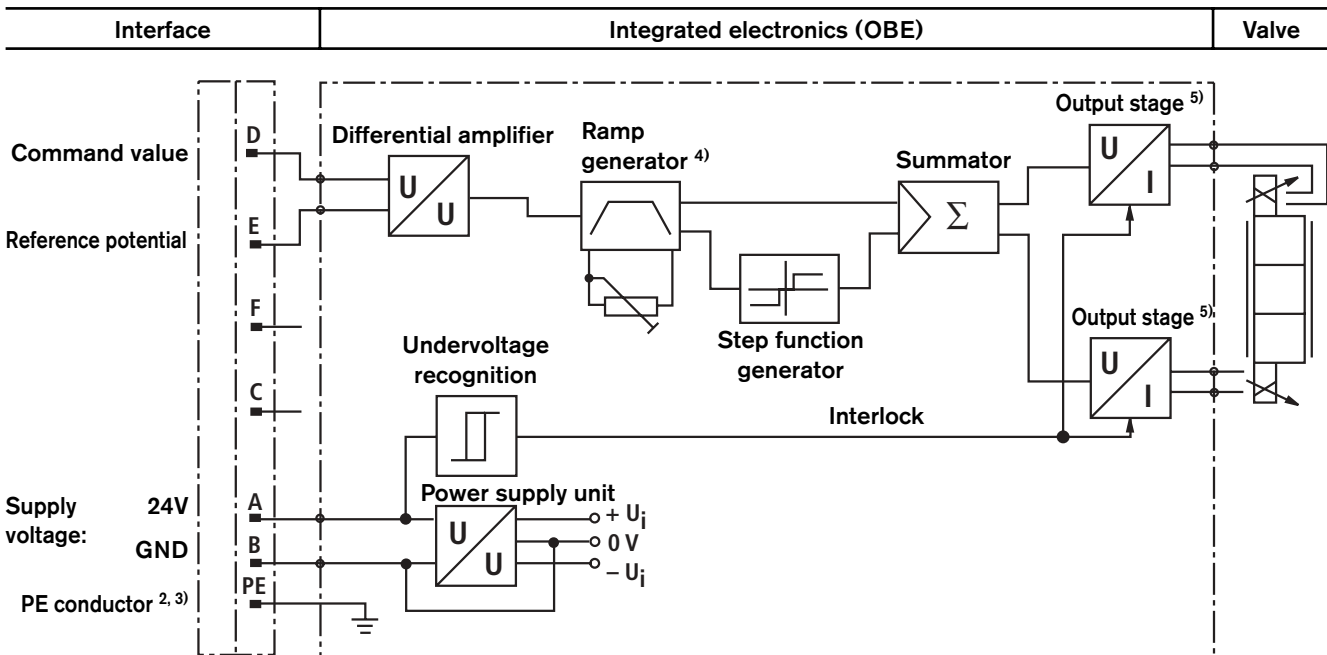 Interface
Integrated electronics (OBE)
Valve
Output stage 5)
Differential amplifier
Ramp
generator 4)
Summator
Command value
D
U
U
U
I
Σ
Reference potential
E
F
Step function
generator
Output stage 5)
U
I
Undervoltage
recognition
C
Interlock
Supply
voltage:
24V
A
Power supply unit
U
U
+ Ui
0 V
– Ui
GND
B
PE conductor 2, 3)
PE